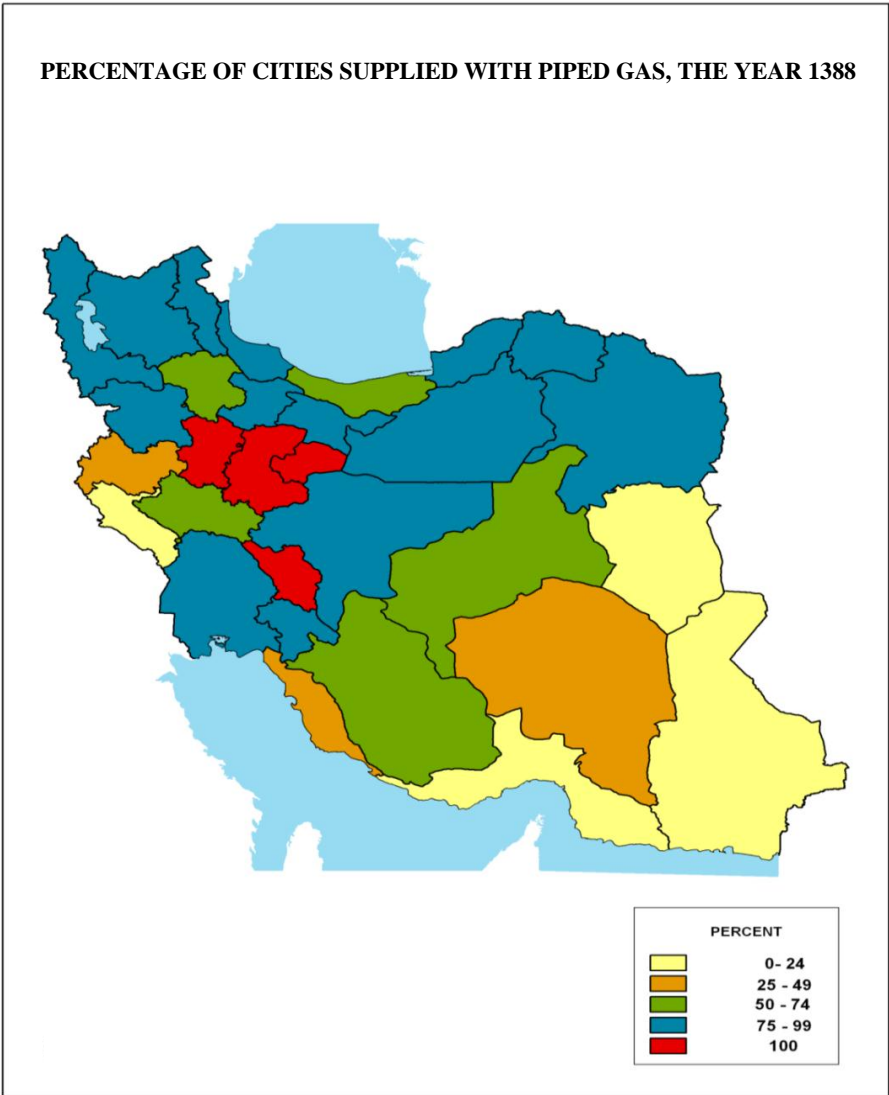 PERCENTAGE OF CITIES SUPPLIED WITH PIPED GAS, THE YEAR 1388
PERCENT
0- 24
25 - 49
50 - 74
75 - 99
100